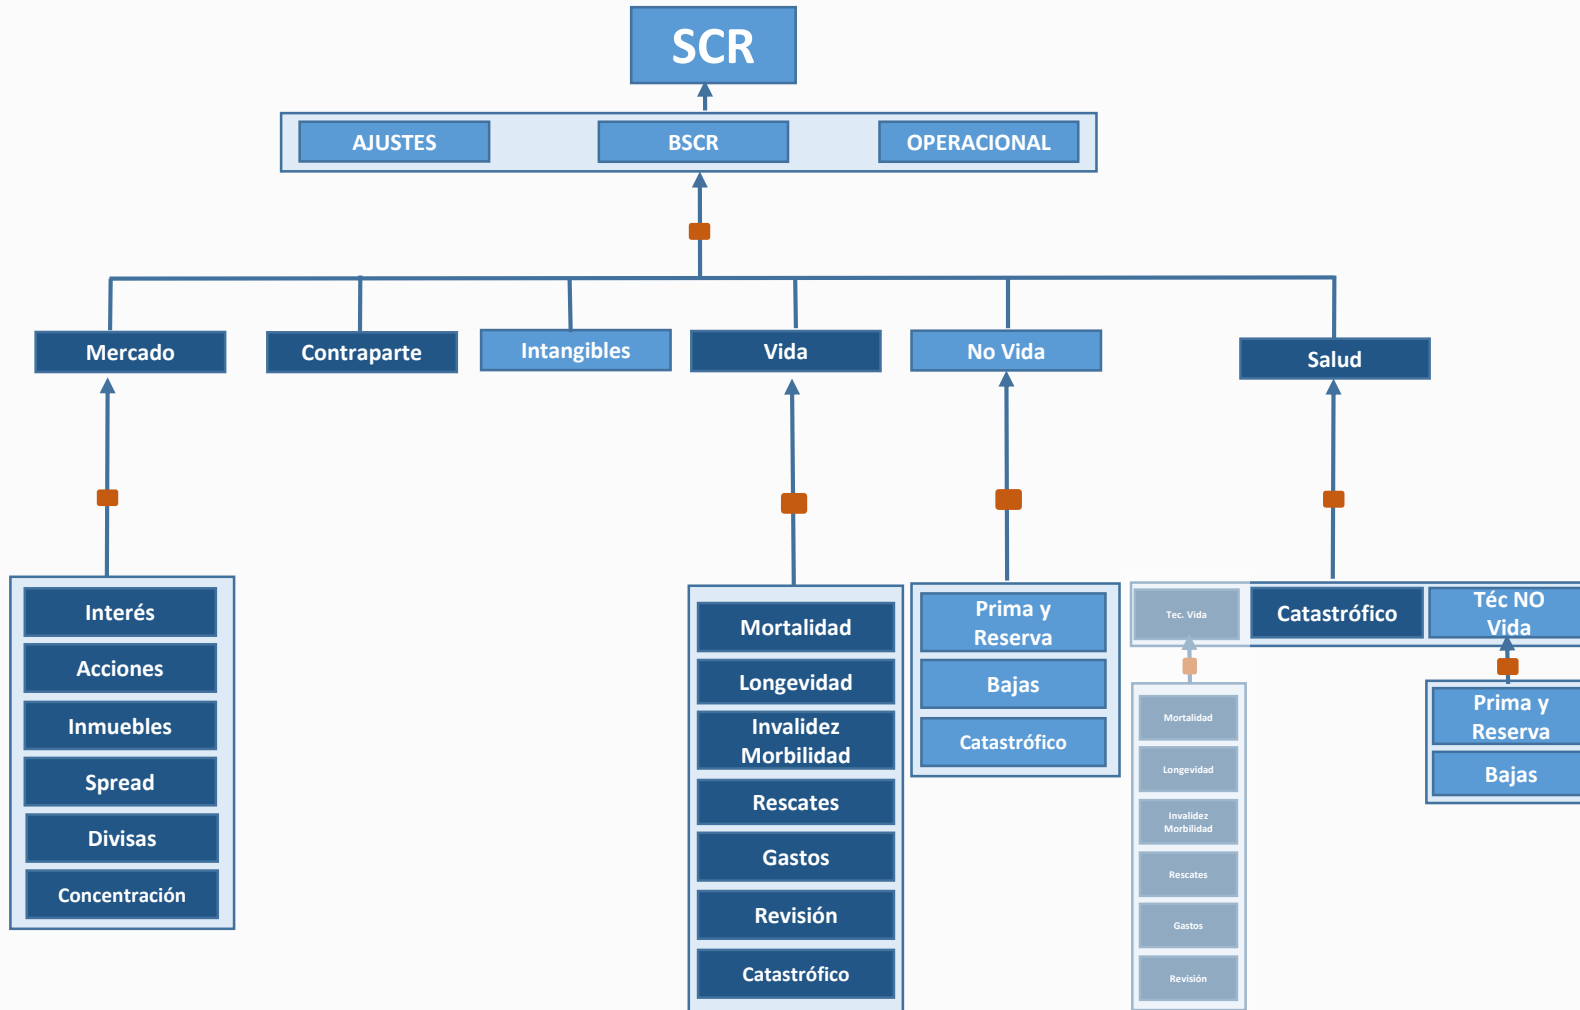 SCR
AJUSTES
BSCR
OPERACIONAL
Mercado
Contraparte
Intangibles
Vida
No Vida
Salud
Interés
Acciones
Inmuebles
Spread
Divisas
Concentración
Mortalidad
Longevidad
Invalidez
Morbilidad
Rescates
Gastos
Revisión
Catastrófico
Prima y
Reserva
Bajas
Catastrófico
Tec. Vida
Catastrófico
Téc NO
Vida
Mortalidad
Longevidad
Invalidez
Morbilidad
Rescates
Gastos
Revisión
Prima y
Reserva
Bajas